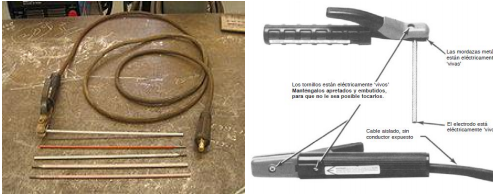 Las mordazas metá
están eléctricamente
'vivas'
Los tornillos están eléctricamente 'vivos'
Manténgalos apretados y embutidos,
para que no le sea posible tocarlos.
El electrodo está
eléctricamente 'vivo
Cable aislado, sin
conductor expuesto